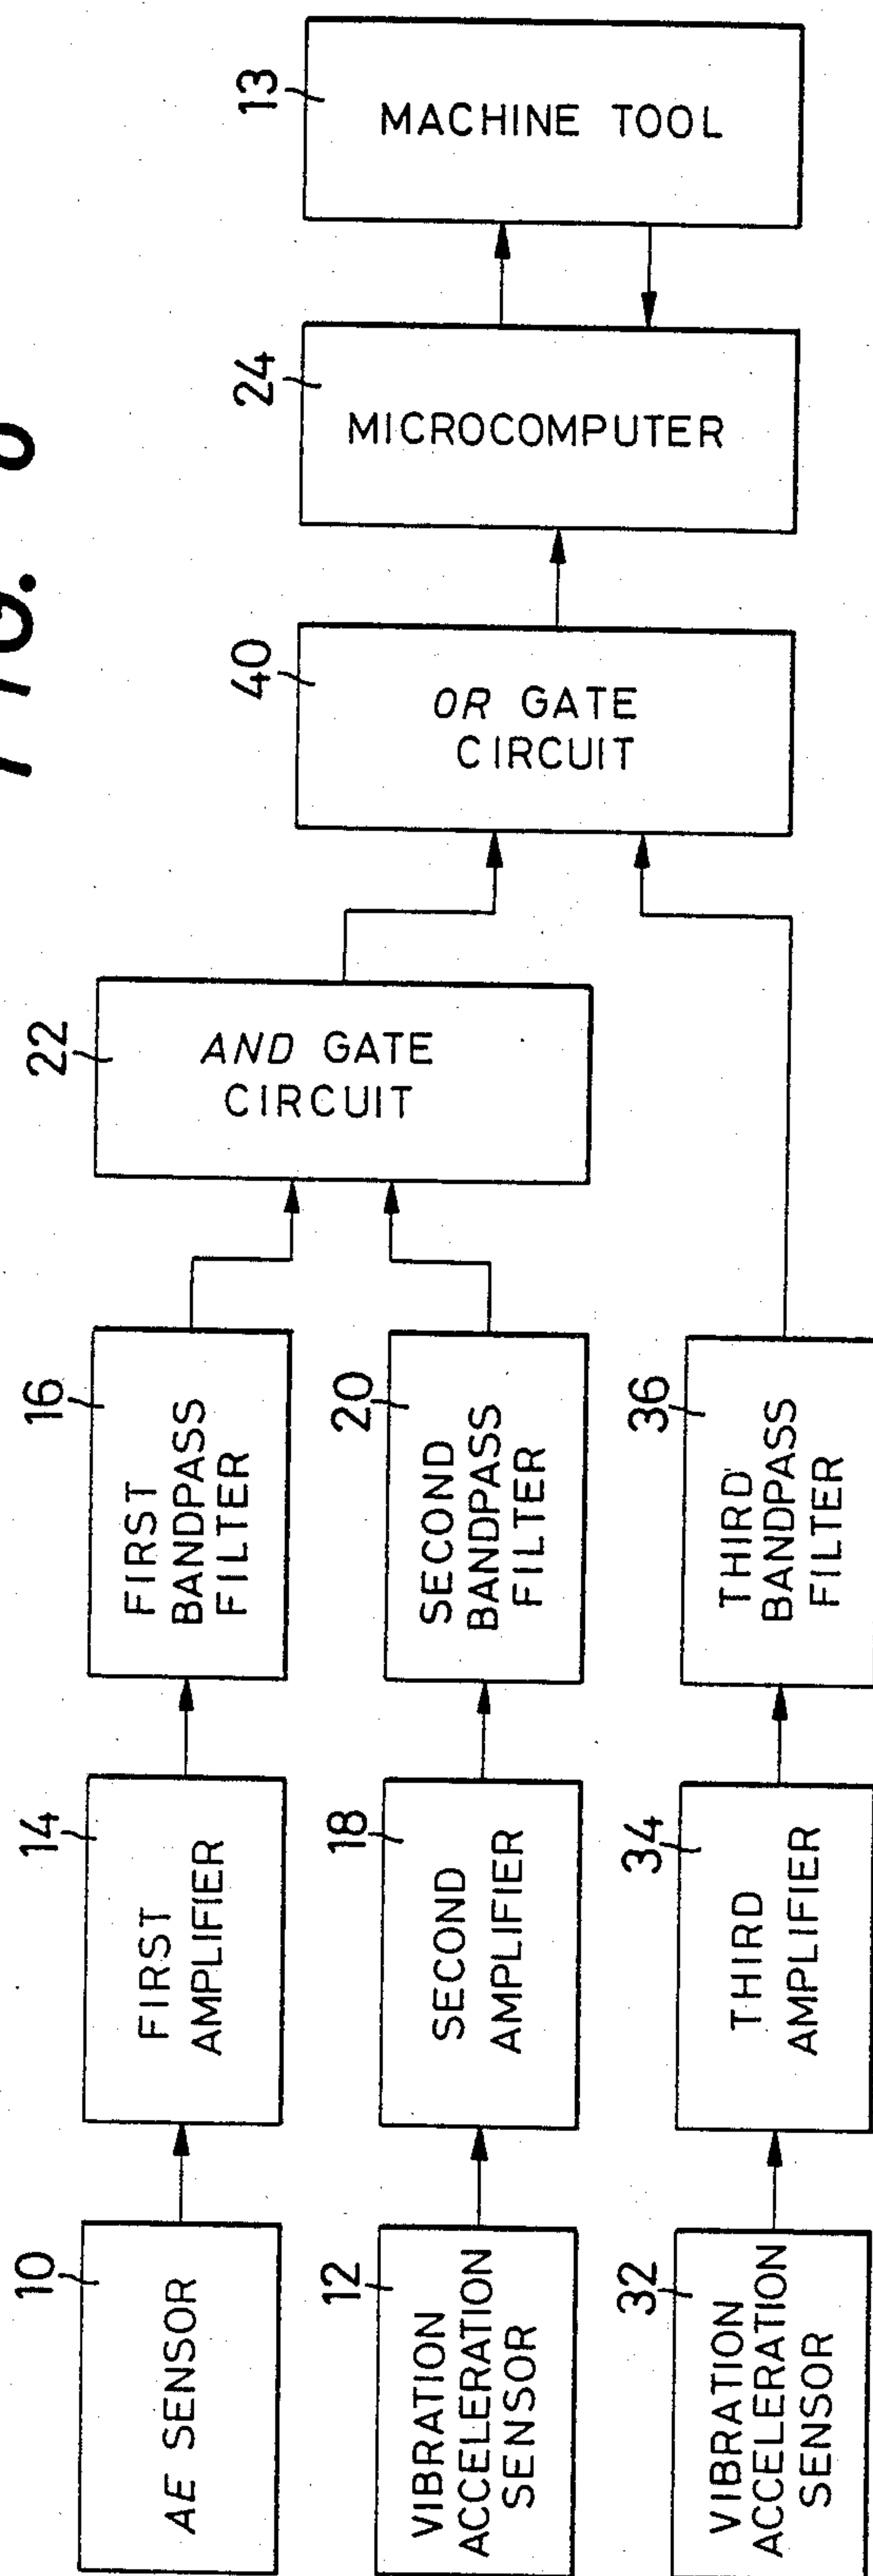 FIG.
10
AE SENSOR
14
FIRST
AMPLIFIER
16
FIRST
BANDPASS
FILTER
12
VIBRATION
ACCELERATION
SENSOR
18
SECOND
AMPLIFIER
20
SECOND
BANDPASS
FILTER
32
VIBRATION
ACCELERATION
SENSOR
34
THIRD
AMPLIFIER
36
THIRD
BANDPASS
FILTER
22
AND GATE
CIRCUIT
40
OR GATE
CIRCUIT
24
MICROCOMPUTER
13
MACHINE TOOL